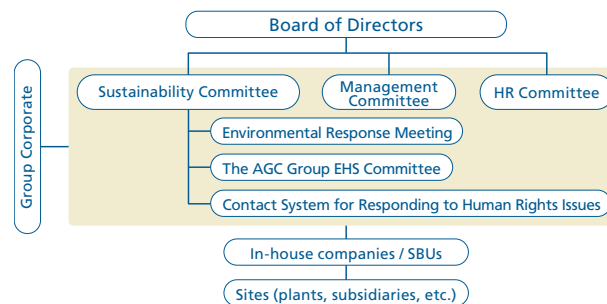 Board of Directors
Group Corporate
Sustainability Committee
Management
Committee
HR Committee
Environmental Response Meeting
The AGC Group EHS Committee
Contact System for Responding to Human Rights Issues
In-house companies / SBUs
Sites (plants, subsidiaries, etc.)